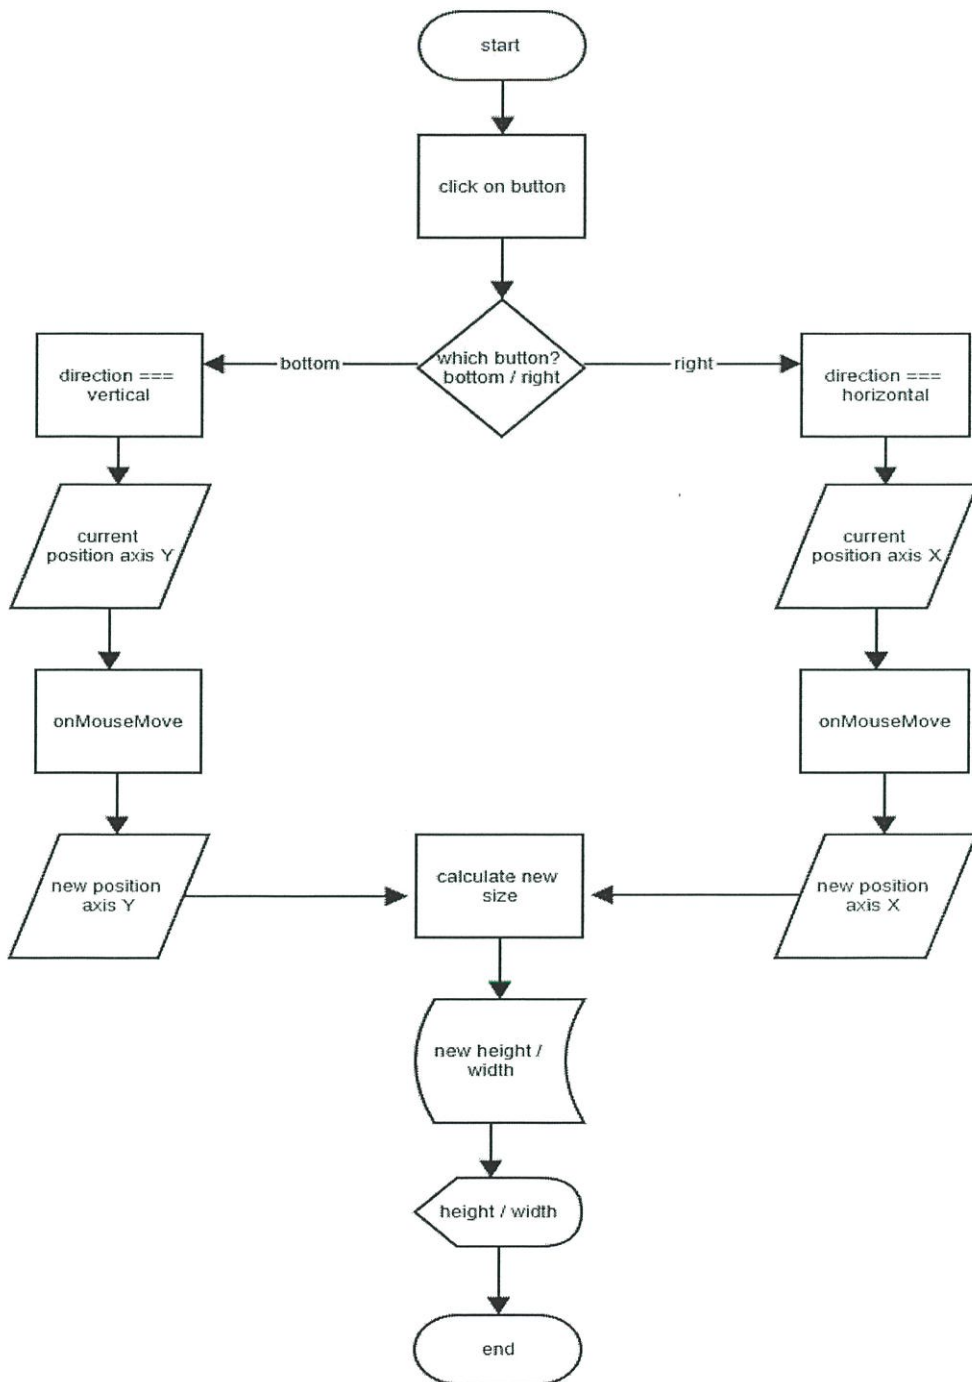 start
click on button
which button?
bottom / right
bottom
right
direction ===
vertical
direction ===
horizontal
current
position axis Y
current
position axis X
onMouseMove
onMouseMove
new position
axis Y
calculate new
size
new position
axis X
new height /
width
height / width
end